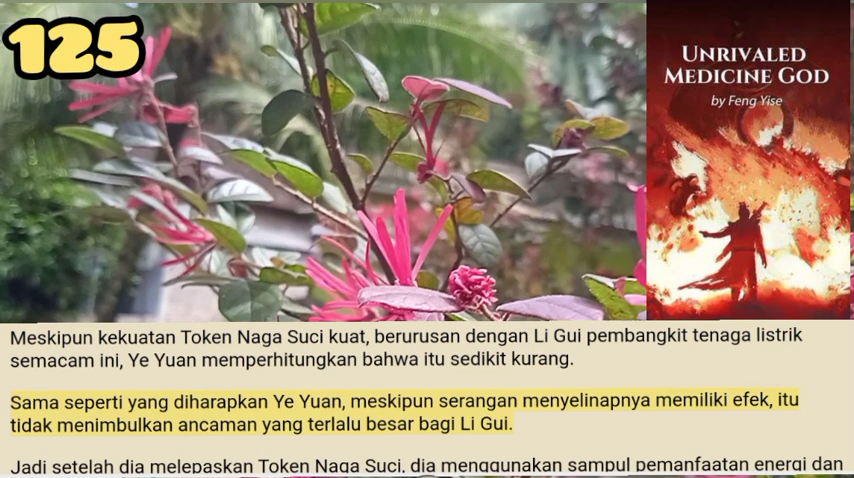 125
UNRIVALED
MEDICINE GOD
by Feng Yise
Meskipun kekuatan Token Naga Suci kuat, berurusan dengan Li Gui pembangkit tenaga listrik
semacam ini, Ye Yuan memperhitungkan bahwa itu sedikit kurang.
Sama seperti yang diharapkan Ye Yuan, meskipun serangan menyelinapnya memiliki efek, itu
tidak menimbulkan ancaman yang terlalu besar bagi Li Gui.
Jadi setelah dia melepaskan Token Naga Suci, dia menggunakan sampul pemanfaatan energi dan